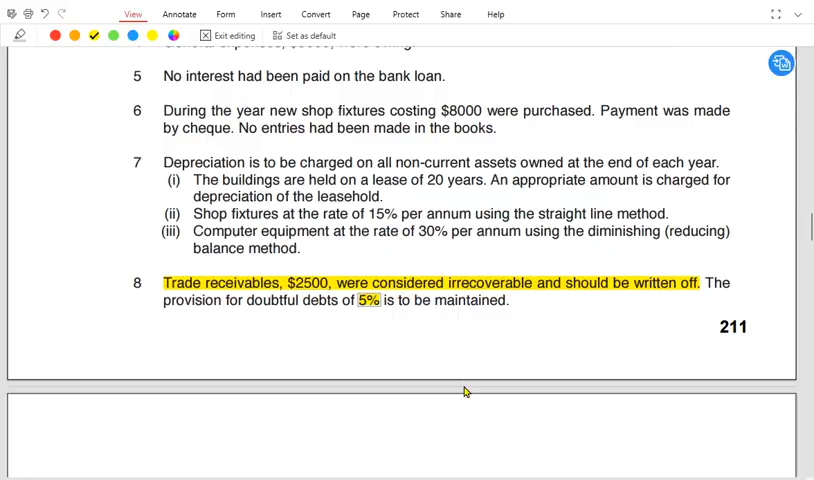 View Annotate Form Insert Convert Page Protect Share Help
Exit editing Set as default
5 No interest had been paid on the bank loan.
6 During the year new shop fixtures costing $8000 were purchased. Payment was made
by cheque. No entries had been made in the books.
7 Depreciation is to be charged on all non-current assets owned at the end of each year.
(i) The buildings are held on a lease of 20 years. An appropriate amount is charged for
depreciation of the leasehold.
(ii) Shop fixtures at the rate of 15% per annum using the straight line method.
(iii) Computer equipment at the rate of 30% per annum using the diminishing (reducing)
balance method.
8 Trade receivables, $2500, were considered irrecoverable and should be written off. The
provision for doubtful debts of 5% is to be maintained.
211